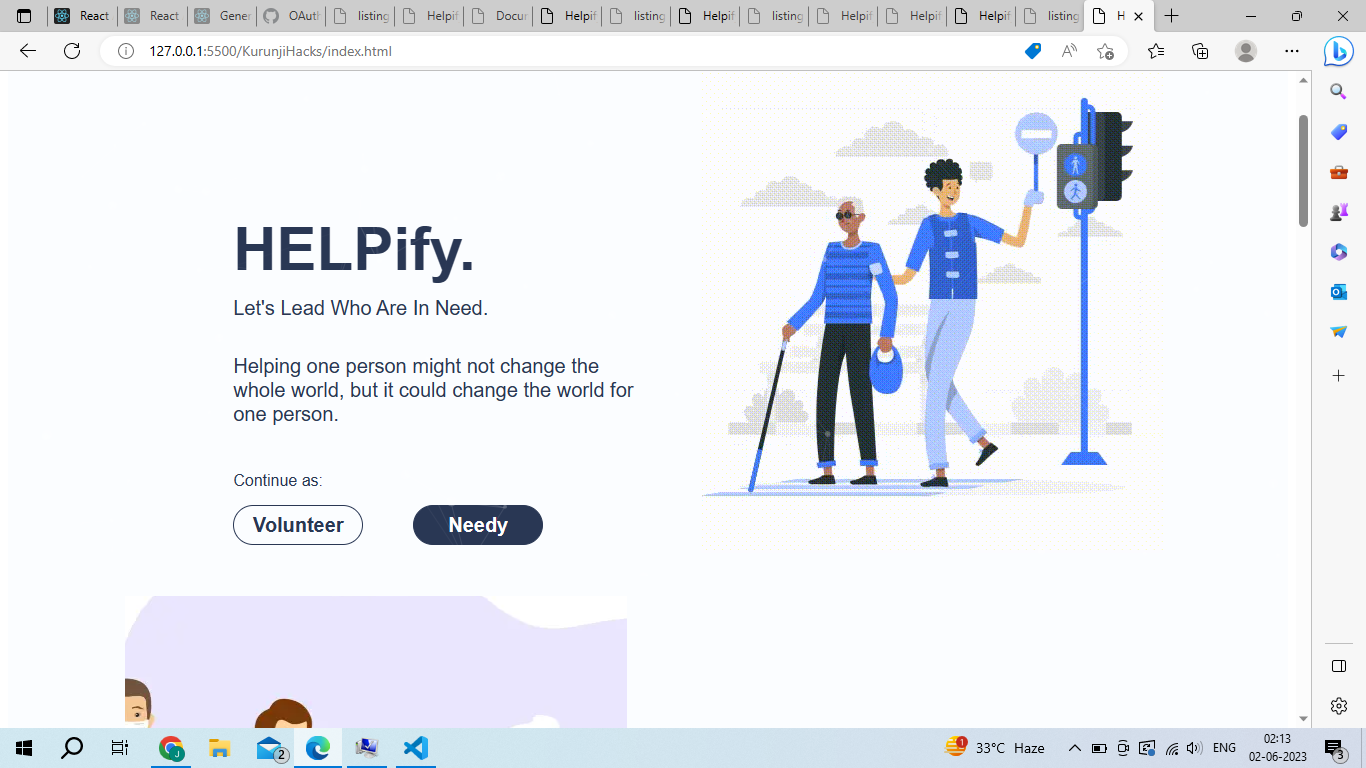 React
React
Gener
OAuth
listing
Helpif
Docur
Helpif
listing
Helpif
listing
Helpif
Helpif
Helpif
listing
H
127.0.0.1:5500/KurunjiHacks/index.html
HELPify.
Let's Lead Who Are In Need.
Helping one person might not change the
whole world, but it could change the world for
one person.
Continue as:
Volunteer
Needy
J
2
1
33°C Haze
ENG
02:13
02-06-2023
3